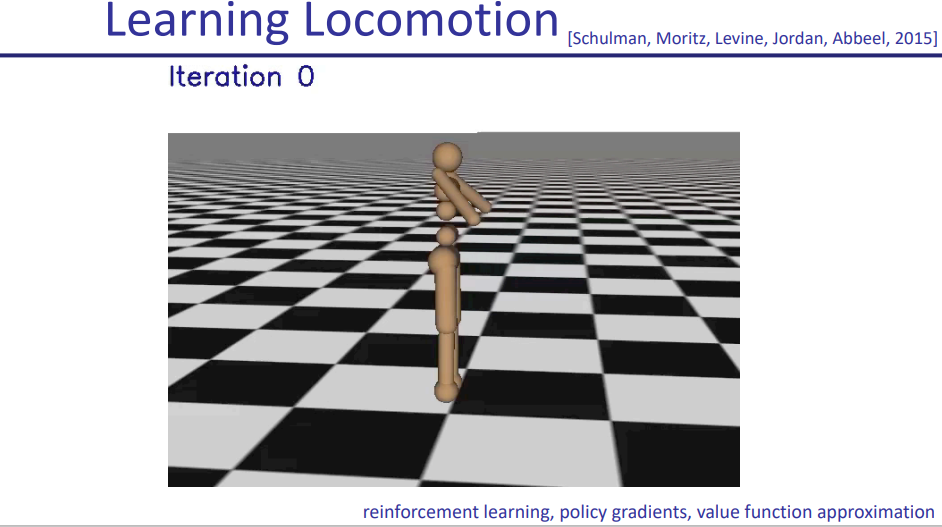 Learning Locomotion [Schulman, Moritz, Levine, Jordan, Abbeel, 2015]
Iteration 0
reinforcement learning, policy gradients, value function approximation